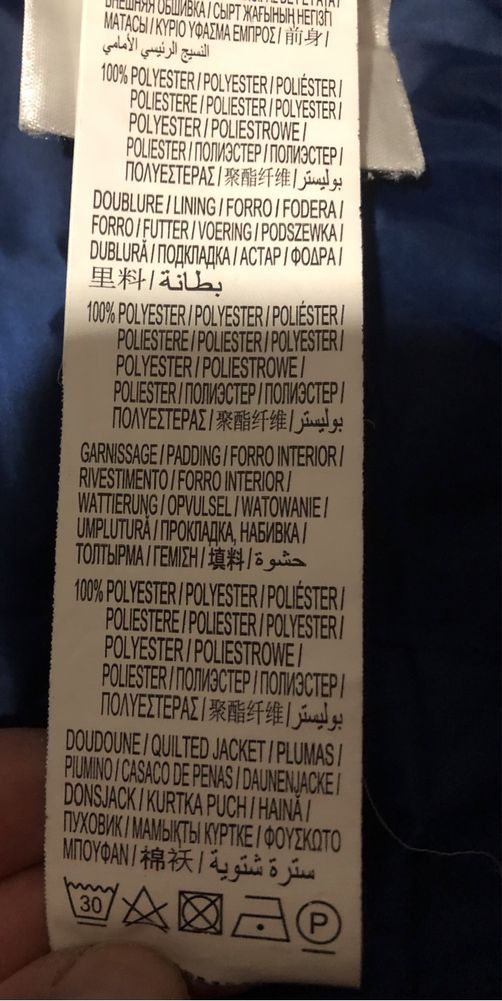 ВНЕШНЯЯ ОБШИВКА / СЫРТ ЖАҒЫНЫҢ НЕГІЗГІ
МАТАСЫ / ΚΥΡΙΟ ΥΦΑΣΜΑ ΕΜΠΡΟΣ / 前身 /
النسيج الرئيسي الأمامي
100% POLYESTER / POLYESTER / POLIÉSTER /
POLIESTERE / POLIESTER / POLYESTER /
POLYESTER / POLIESTROWE /
POLIESTER / ПОЛИЭСТЕР / ПОЛИЭСТЕР /
ΠΟΛΥΕΣΤΕΡΑΣ / 聚酯纤维 / بوليستر
DOUBLURE / LINING / FORRO / FODERA /
FORRO / FUTTER / VOERING / PODSZEWKA /
DUBLURĂ / ПОДКЛАДКА / АСТАР / ΦΟΔΡΑ /
里料 / بطانة
100% POLYESTER / POLYESTER / POLIÉSTER /
POLIESTERE / POLIESTER / POLYESTER /
POLYESTER / POLIESTROWE /
POLIESTER / ПОЛИЭСТЕР / ПОЛИЭСТЕР /
ΠΟΛΥΕΣΤΕΡΑΣ / 聚酯纤维 / بوليستر
GARNISSAGE / PADDING / FORRO INTERIOR /
RIVESTIMENTO / FORRO INTERIOR /
WATTIERUNG / OPVULSEL / WATOWANIE /
UMPLUTURĂ / ПРОКЛАДКА, НАБИВКА /
ТОЛТЫРМА / ΓΕΜΙΣΗ / 填料 / حشوة
100% POLYESTER / POLYESTER / POLIÉSTER /
POLIESTERE / POLIESTER / POLYESTER /
POLYESTER / POLIESTROWE /
POLIESTER / ПОЛИЭСТЕР / ПОЛИЭСТЕР /
ΠΟΛΥΕΣΤΕΡΑΣ / 聚酯纤维 / بوليستر
DOUDOUNE / QUILTED JACKET / PLUMAS /
PIUMINO / CASACO DE PENAS / DAUNENJACKE /
DONSJACK / KURTKA PUCH / HAINĂ /
ПУХОВИК / МАМЫҚТЫ КҮРТКЕ / ΦΟΥΣΚΩΤΟ
ΜΠΟΥΦΑΝ / 棉袄 / سترة شتوية
30 P